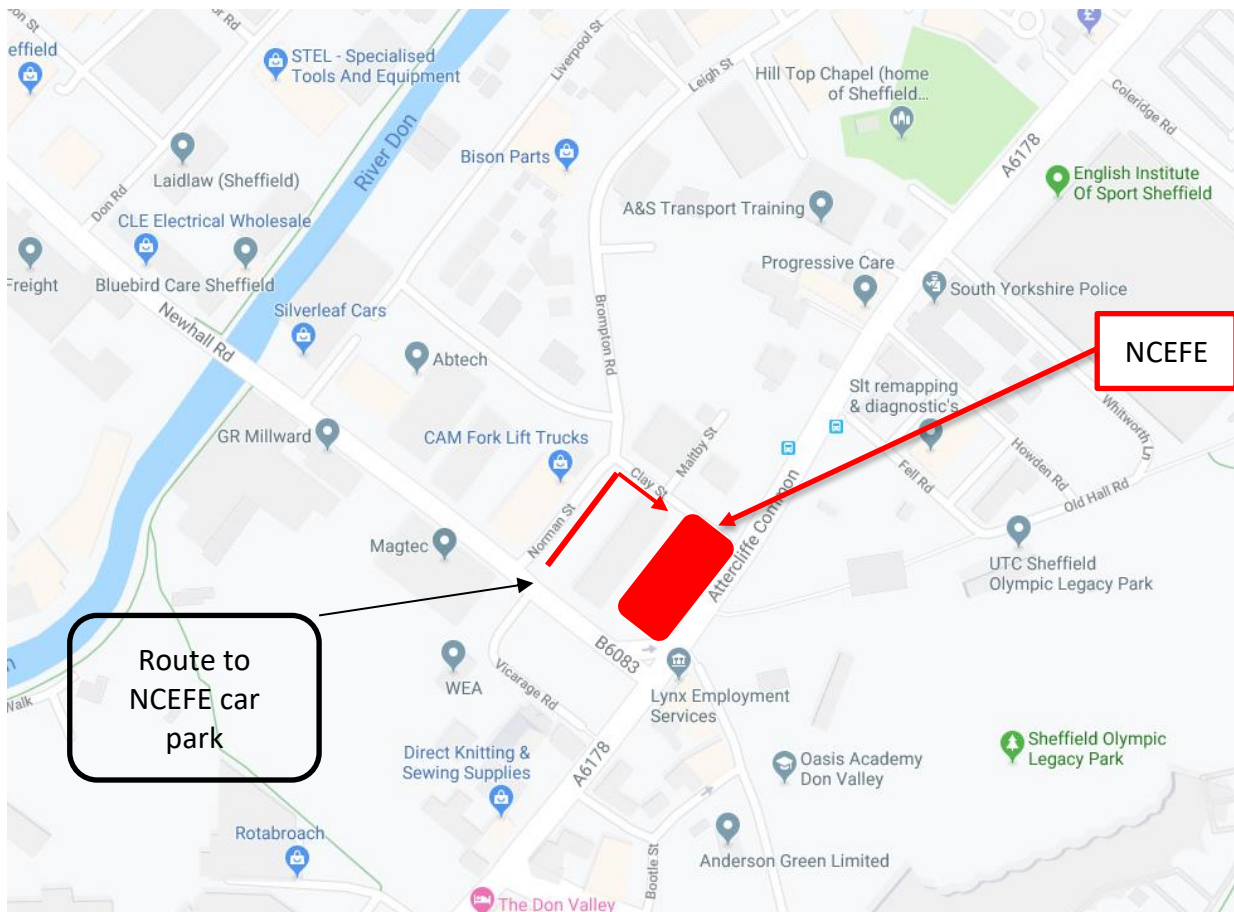 on St
effield
or Rd
STEL - Specialised
Tools And Equipment
Liverpool St
Leigh St
Hill Top Chapel (home
of Sheffield...
£
Coleridge Rd
River Don
Bison Parts
A6178
Laidlaw (Sheffield)
Don Rd
English Institute
Of Sport Sheffield
A&S Transport Training
CLE Electrical Wholesale
Freight
Bluebird Care Sheffield
Progressive Care
South Yorkshire Police
Silverleaf Cars
Newhall Rd
Brompton Rd
NCEFE
Abtech
Slt remapping
& diagnostic's
Whitworth Ln
GR Millward
CAM Fork Lift Trucks
Maltby St
Clay St
Howden Rd
Fell Rd
Old Hall Rd
Norman St
Attercliffe Common
Magtec
UTC Sheffield
Olympic Legacy Park
Route to
NCEFE car
park
B6083
n
Walk
WEA
Vicarage Rd
Lynx Employment
Services
Sheffield Olympic
Legacy Park
Direct Knitting &
Sewing Supplies
A6178
Oasis Academy
Don Valley
Rotabroach
Bootle St
Anderson Green Limited
The Don Valley